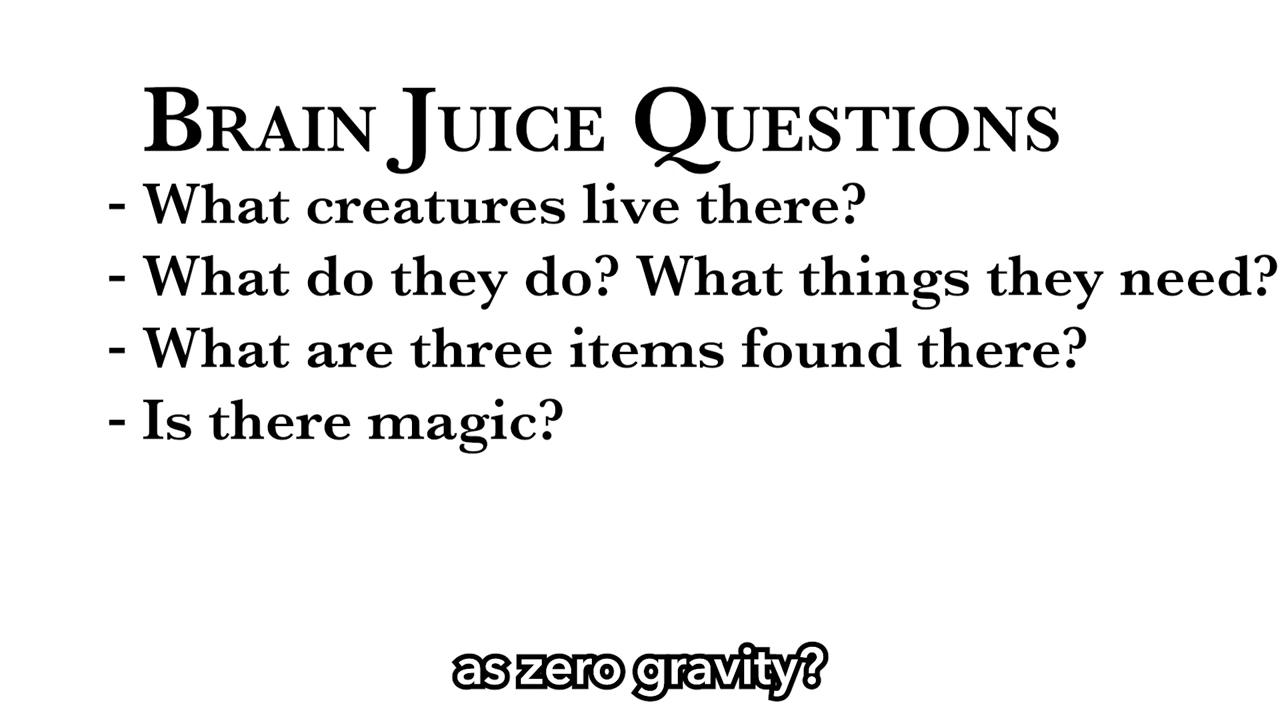 BRAIN JUICE QUESTIONS
- What creatures live there?
- What do they do? What things they need?
- What are three items found there?
- Is there magic?
as zero gravity?